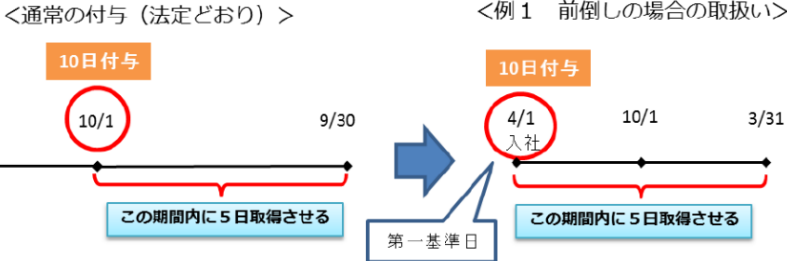 ＜通常の付与（法定どおり）＞
10日付与
10/1
9/30
この期間内に５日取得させる
＜例１　前倒しの場合の取扱い＞
10日付与
4/1
入社
10/1
3/31
この期間内に５日取得させる
第一基準日